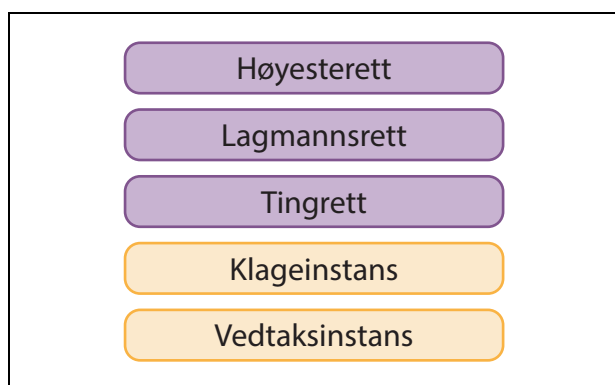 Høyesterett
Lagmannsrett
Tingrett
Klageinstans
Vedtaksinstans